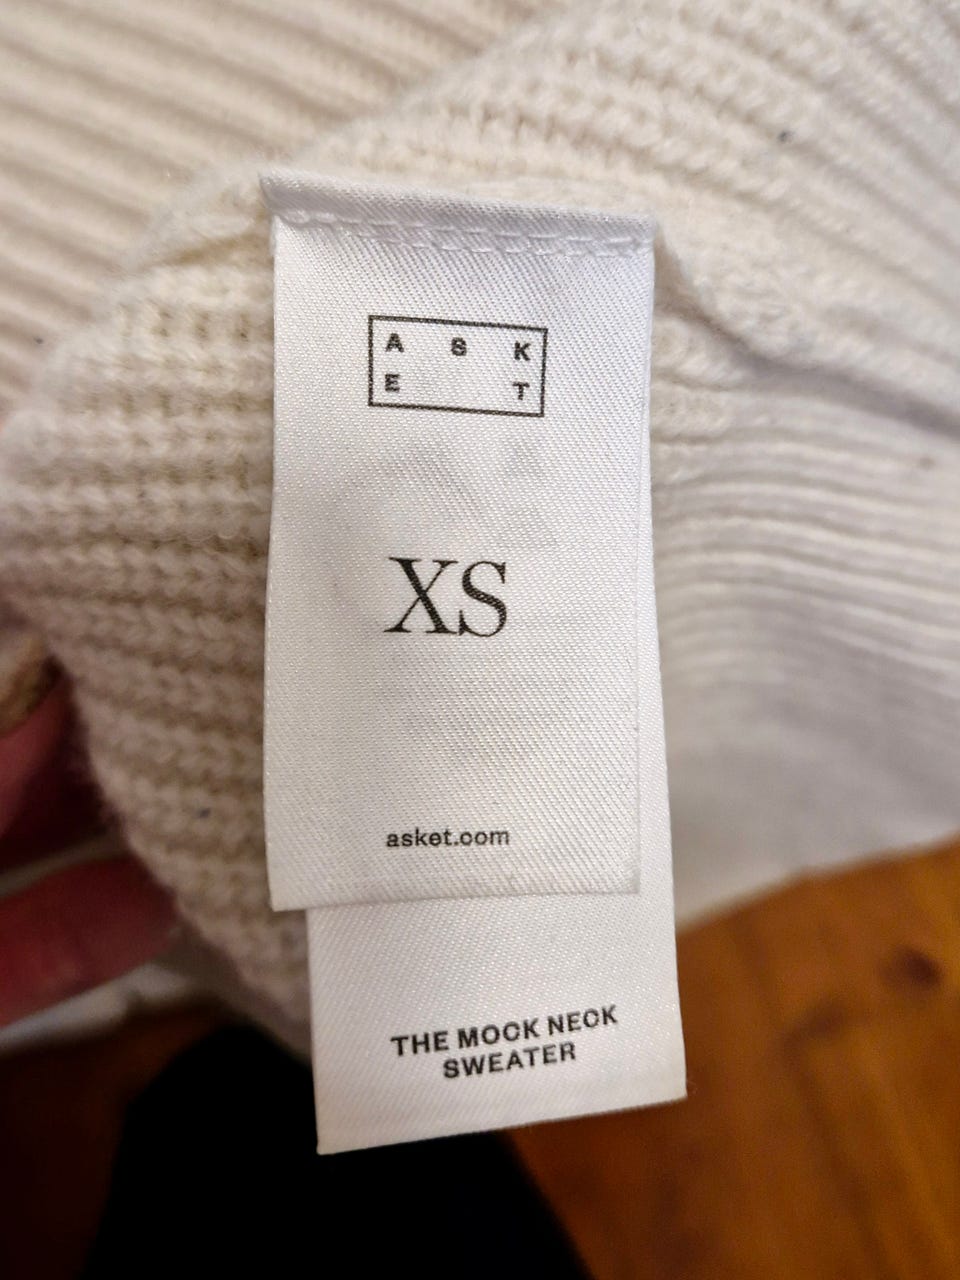 A S K
E T
XS
asket.com
THE MOCK NECK
SWEATER